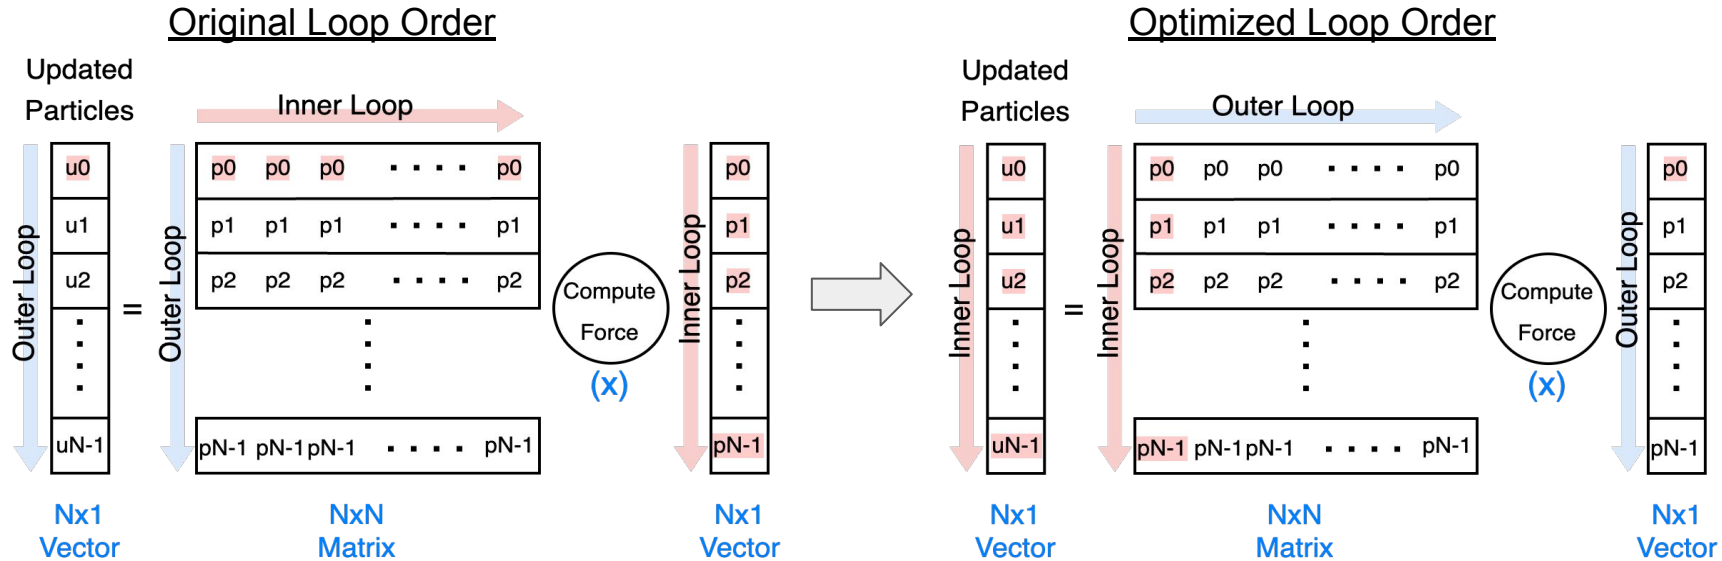 Original Loop Order
Updated
Particles
Inner Loop
Outer Loop
u0
u1
u2
uN-1
=
Outer Loop
p0 p0 p0 .... p0
p1 p1 p1 .... p1
p2 p2 p2 .... p2
pN-1 pN-1 pN-1 .... pN-1
Compute
Force
(x)
Inner Loop
p0
p1
p2
pN-1
Nx1
Vector
NxN
Matrix
Nx1
Vector
Optimized Loop Order
Updated
Particles
Outer Loop
Inner Loop
u0
u1
u2
uN-1
=
Inner Loop
p0 p0 p0 .... p0
p1 p1 p1 .... p1
p2 p2 p2 .... p2
pN-1 pN-1 pN-1 .... pN-1
Compute
Force
(x)
Outer Loop
p0
p1
p2
pN-1
Nx1
Vector
NxN
Matrix
Nx1
Vector